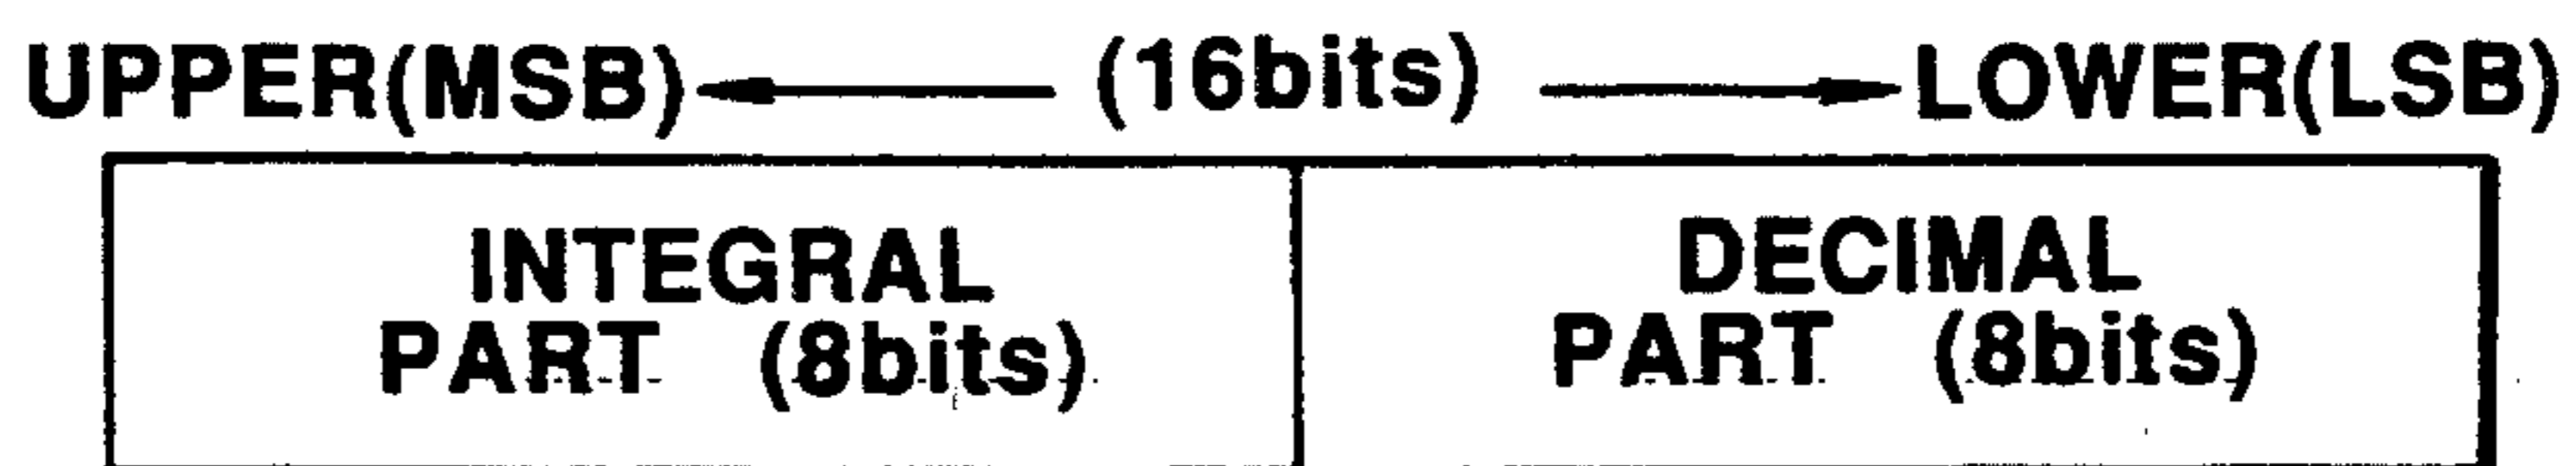 UPPER(MSB) (16bits) LOWER(LSB)
INTEGRAL
PART (8bits)
DECIMAL
PART (8bits)